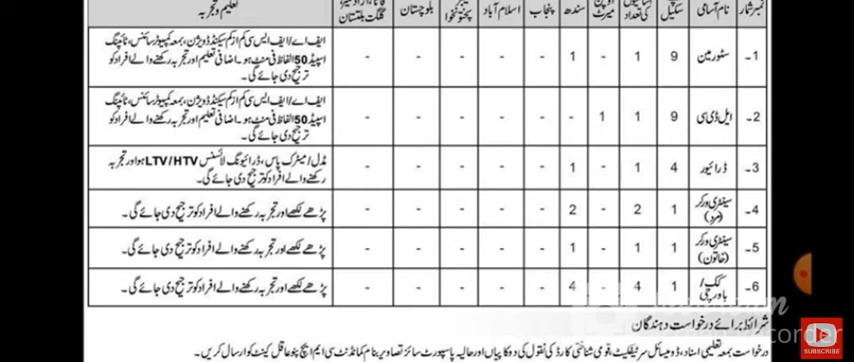 نمبر شمار | نام آسامی | سکیل | کی تعداد | میرٹ | سندھ | پنجاب | اسلام آباد | پختونخوا | بلوچستان | گلگت بلتستان | تعلیم و تجربہ
1- | سٹورمین | 9 | 1 | - | 1 | - | - | - | - | - | ایف اے/ایف ایس سی کم از کم سیکنڈ ڈویژن، بمعہ کمپیوٹر سائنس، ٹائپنگ
اسپیڈ 50 الفاظ فی منٹ ہو۔ اضافی تعلیم اور تجربہ رکھنے والے افراد کو
ترجیح دی جائے گی۔
2- | ایل ڈی سی | 9 | 1 | 1 | - | - | - | - | - | - | ایف اے/ایف ایس سی کم از کم سیکنڈ ڈویژن، بمعہ کمپیوٹر سائنس، ٹائپنگ
اسپیڈ 50 الفاظ فی منٹ ہو۔ اضافی تعلیم اور تجربہ رکھنے والے افراد کو
ترجیح دی جائے گی۔
3- | ڈرائیور | 4 | 1 | - | 1 | - | - | - | - | - | مڈل/میٹرک پاس، ڈرائیونگ لائسنس LTV/HTV ہو اور تجربہ
رکھنے والے افراد کو ترجیح دی جائے گی۔
4- | سینٹری ورکر (مرد) | 1 | 2 | - | 2 | - | - | - | - | - | پڑھے لکھے اور تجربہ رکھنے والے افراد کو ترجیح دی جائے گی۔
5- | سینٹری ورکر (خاتون) | 1 | 1 | - | 1 | - | - | - | - | - | پڑھے لکھے اور تجربہ رکھنے والے افراد کو ترجیح دی جائے گی۔
6- | کک/باورچی | 1 | 4 | - | 4 | - | - | - | - | - | پڑھے لکھے اور تجربہ رکھنے والے افراد کو ترجیح دی جائے گی۔
شرائط برائے درخواست دہندگان
درخواست بمعہ تعلیمی اسناد، ڈومیسائل سرٹیفکیٹ، قومی شناختی کارڈ کی نقول کی دو کاپیاں اور حالیہ پاسپورٹ سائز تصاویر بنام کمانڈنٹ سی ایم ایچ پنوعاقل کینٹ کو ارسال کریں۔
corder
SUBSCRIBE